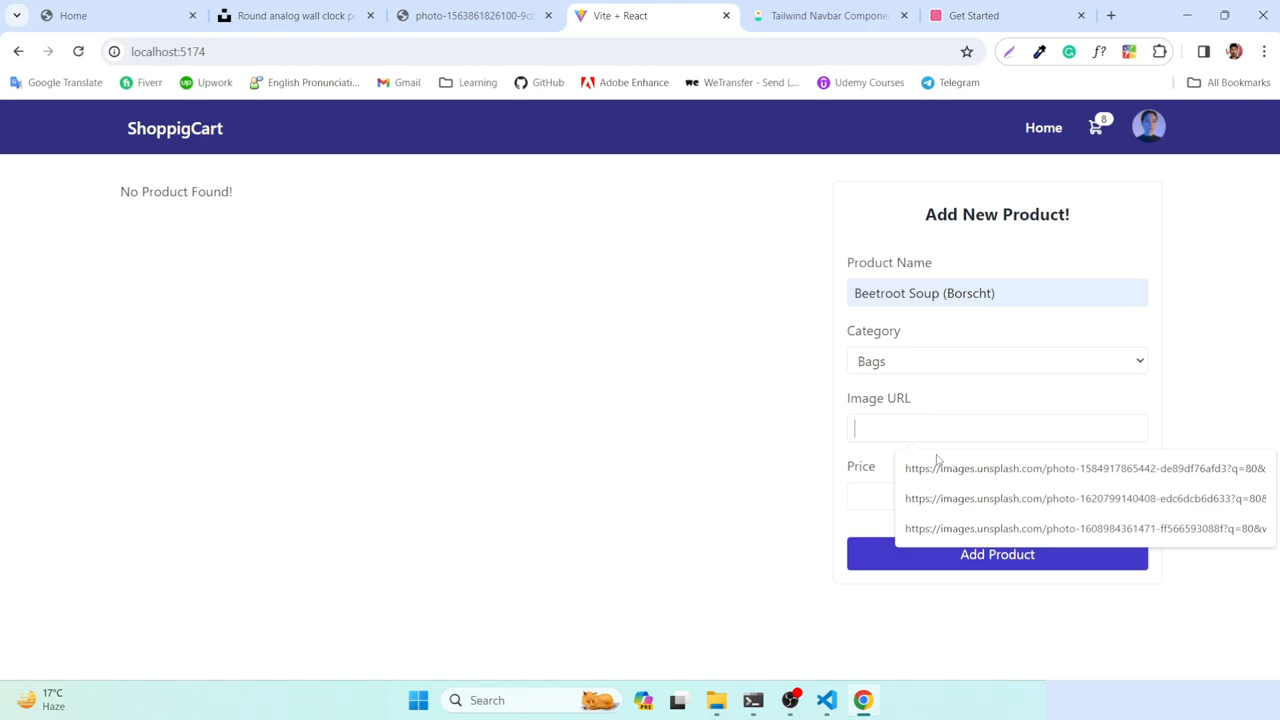 Home
Round analog wall clock p
photo-1563861826100-9cb
Vite + React
Tailwind Navbar Componen
Get Started
localhost:5174
f?
Google Translate
Fiverr
Upwork
English Pronunciati...
Gmail
Learning
GitHub
Adobe Enhance
WeTransfer - Send L...
Udemy Courses
Telegram
All Bookmarks
ShoppigCart
Home
8
No Product Found!
Add New Product!
Product Name
Beetroot Soup (Borscht)
Category
Bags
Image URL
Price
https://images.unsplash.com/photo-1584917865442-de89df76afd3?q=80&
https://images.unsplash.com/photo-1620799140408-edc6dcb6d633?q=80&
https://images.unsplash.com/photo-1608984361471-ff566593088f?q=80&w
Add Product
17°C
Haze
Search